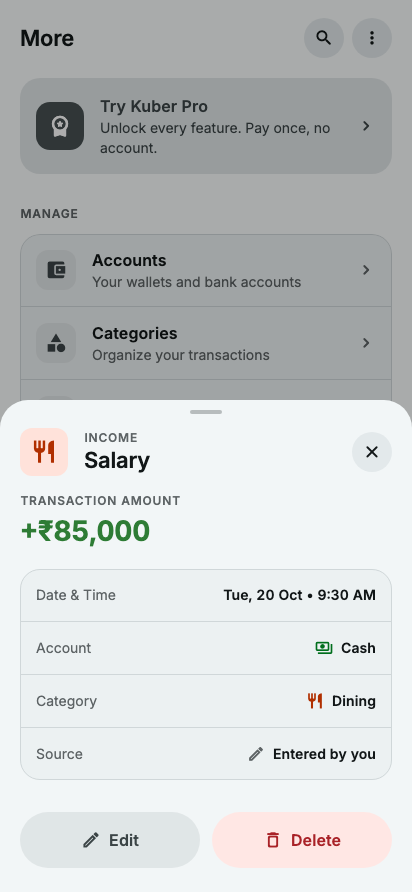 More
Try Kuber Pro
Unlock every feature. Pay once, no
account.
MANAGE
Accounts
Your wallets and bank accounts
Categories
Organize your transactions
INCOME
Salary
TRANSACTION AMOUNT
+₹85,000
Date & Time
Tue, 20 Oct • 9:30 AM
Account
Cash
Category
Dining
Source
Entered by you
Edit
Delete